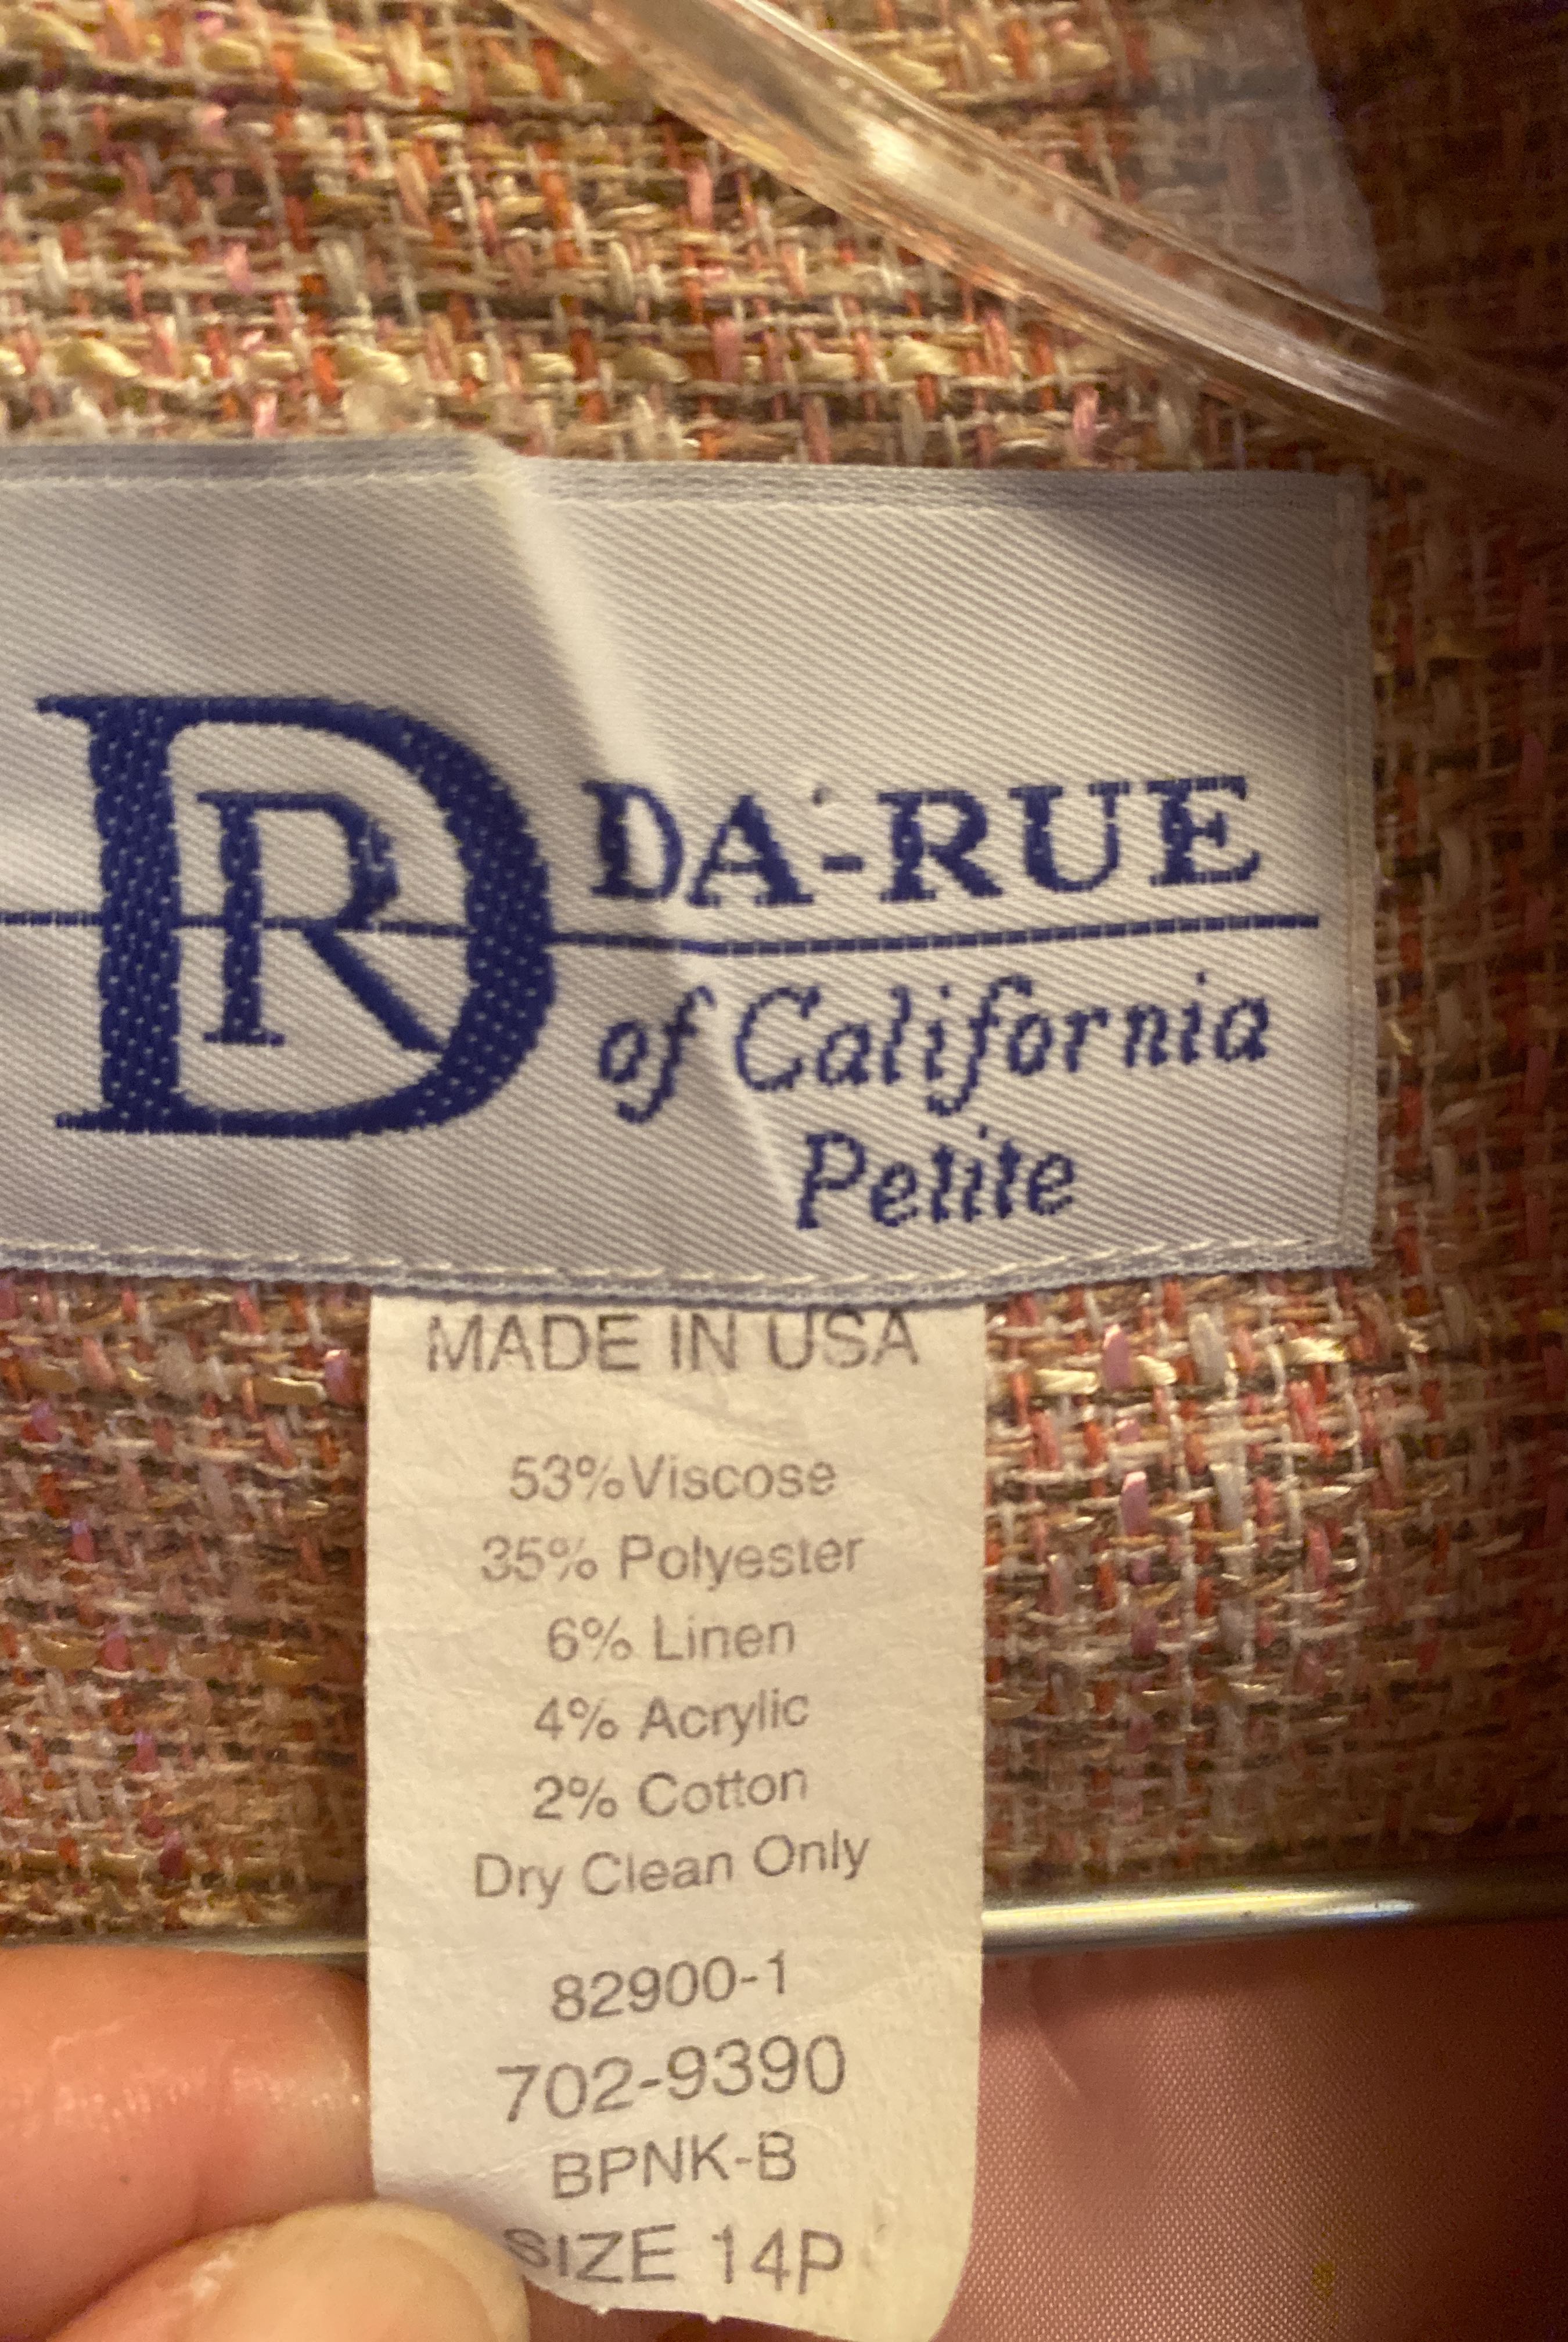 DR
DA-RUE
of California
Petite
MADE IN USA
53%Viscose
35% Polyester
6% Linen
4% Acrylic
2% Cotton
Dry Clean Only
82900-1
702-9390
BPNK-B
SIZE 14P